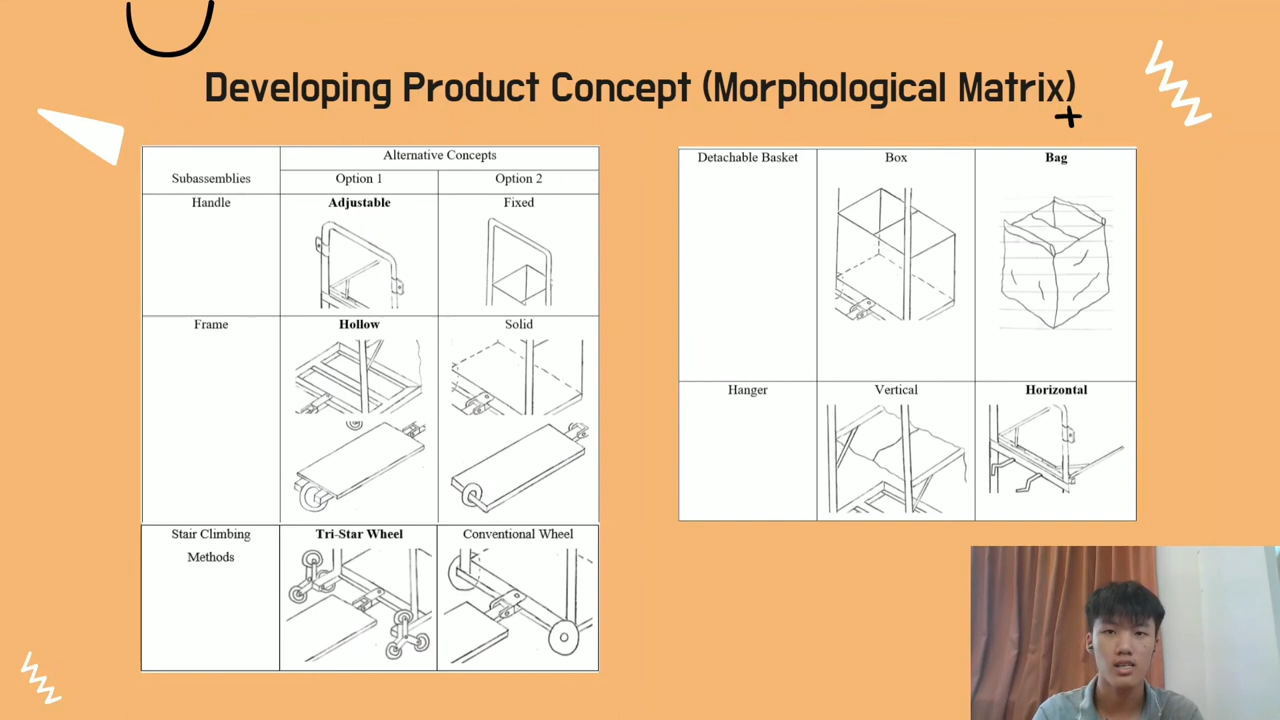 Developing Product Concept (Morphological Matrix)
Alternative Concepts
Subassemblies
Option 1
Option 2
Handle
Adjustable
Fixed
Frame
Hollow
Solid
Stair Climbing
Methods
Tri-Star Wheel
Conventional Wheel
Detachable Basket
Box
Bag
Hanger
Vertical
Horizontal